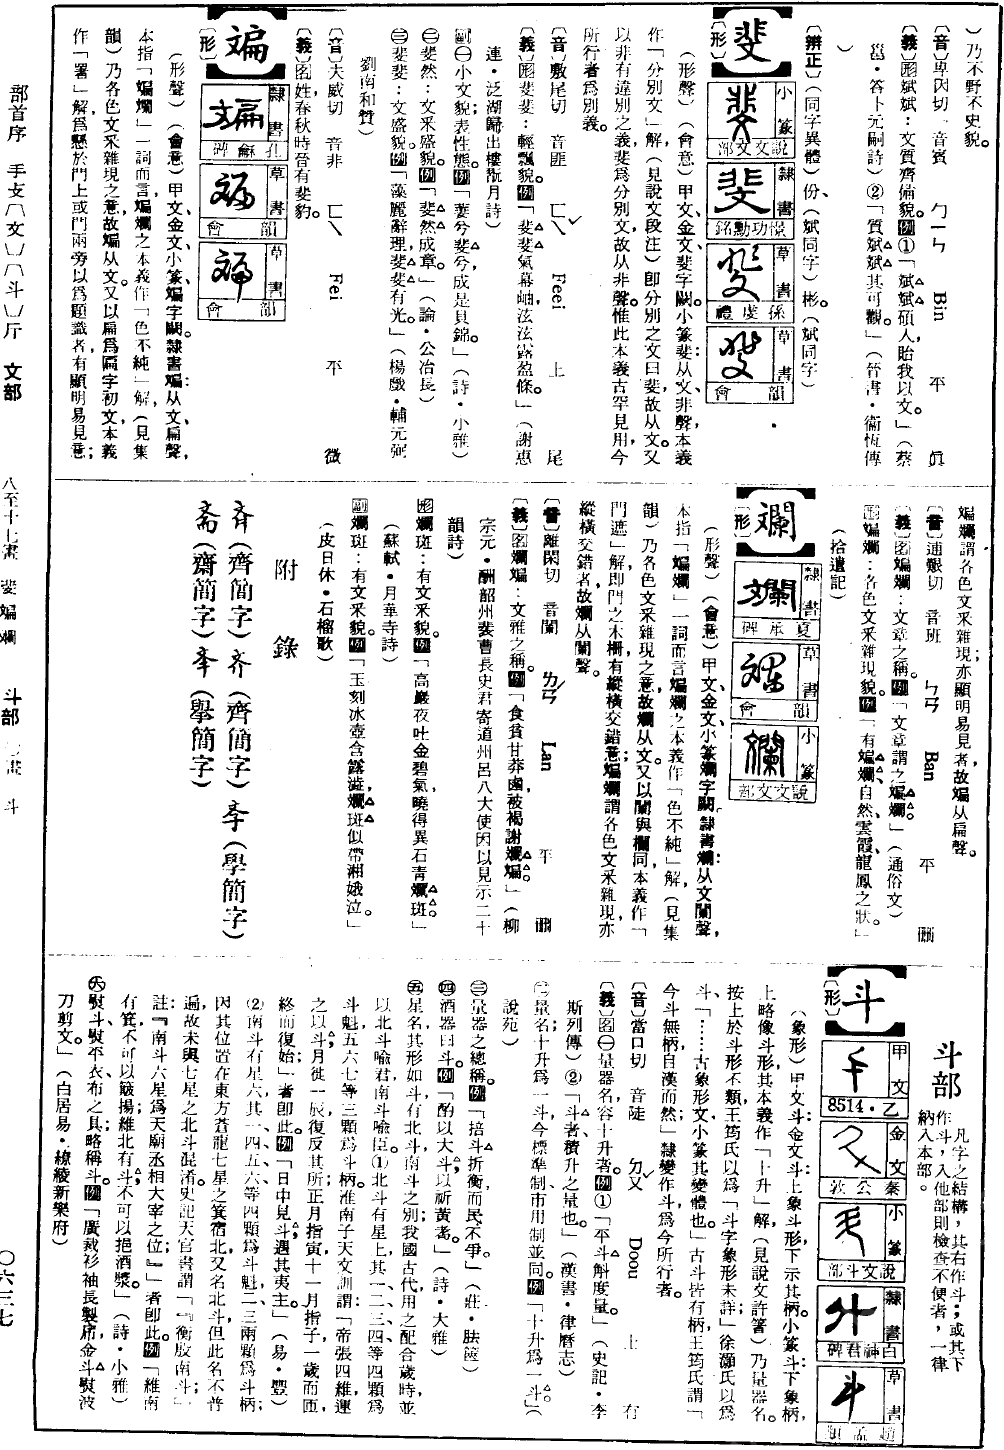 )乃不野不史貌。
〔音〕卑民切 音賓 ㄅㄧㄣ Bin 平 眞
〔義〕㊀斌斌:文質齊備貌。例①「斌斌碩人貽我以文。」(蔡
邕・答卜元嗣詩)②「質斌斌其可觀。」(晉書・衞恆傳
)
〔辨正〕(同字異體)份、(斌同字)彬。(斌同字)
【斐】
〔形〕
小篆 說文文部
隸書
草書 孫虔禮
草書 韻會
(形聲)(會意)甲文、金文、斐字闕。小篆斐:从文、非聲,本義
作「分別文」解(見說文段注)卽分別之文曰斐,故从文。又
以非有違別之義,斐爲分別文,故从非聲。惟此本義古罕見用,今
所行者爲別義。
〔音〕敷尾切 音匪 ㄈㄟˇ Feei 上 尾
〔義〕斐斐:輕飄貌。例「斐斐氣幕岫,泫泫露盈條。」(謝惠
連・泛湖歸出樓翫月詩)
副㊀小文貌,表性態。例「萋兮斐兮,成是貝錦。」(詩・小雅)
㊁斐然:文采盛貌。例「斐然成章。」(論・公冶長)
㊂斐斐:文盛貌。例「藻麗辭理,斐斐有光。」(楊戲・輔元弼
劉南和贊)
〔音〕夫威切 音非 ㄈㄟ Fei 平 微
〔義〕名姓,春秋時晉有斐豹。
【斒】
〔形〕
隸書 孔龢碑
草書 韻會
草書 韻會
(形聲)(會意)甲文、金文、小篆、斒字闕。隸書斒:从文、扁聲,
本指「斒斕」一詞而言,斒斕之本義作「色不純」解(見集
韻)乃各色文采雜現之意,故斒从文。又以扁爲匾字初文,本義
作「署」解,爲懸於門上或門兩旁以爲題識者,有顯明易見意;
斒斕謂各色文采雜現,亦顯明易見者,故斒从扁聲。
〔音〕逋艱切 音班 ㄅㄢ Ban 平 刪
〔義〕名斒斕:文章之稱。例「文章謂之斒斕。」(通俗文)
形斒斕:各色文采雜現貌。例「有斒斕自然雲霞龍鳳之狀。」
(拾遺記)
【斕】
〔形〕
隸書 夏承碑
草書 韻會
小篆 說文文部
(形聲)(會意)甲文、金文、小篆斕字闕。隸書斕:从文、闌聲,
本指「斒斕」一詞而言,斒斕之本義作「色不純」解(見集
韻)乃各色文采雜現之意,故斕从文。又以闌與欄同,本義作「
門遮」解,卽門之木柵,有縱橫交錯意;斒斕謂各色文采雜現,亦
縱橫交錯者,故斕从闌聲。
〔音〕離閑切 音闌 ㄌㄢˊ Lan 平 刪
〔義〕名斕斒:文雅之稱。例「食貧甘莽鹵,被褐謝斕斒。」(柳
宗元・酬韶州裴曹長史君寄道州呂八大使因以見示二十
韻詩)
形斕斑:有文采貌。例「高巖夜吐金碧氣,曉得異石靑斕斑。」
(蘇軾・月華寺詩)
副斕斑:有文采貌。例「玉刻冰壺含露溼,斕斑似帶湘娥泣。」
(皮日休・石榴歌)
附錄
斉(齊簡字)齐(齊簡字)斈(學簡字)
斋(齋簡字)㪯(舉簡字)
斗部
凡字之結構,其右作斗;或其下
作斗,入他部則檢查不便者,一律
納入本部。
【斗】
〔形〕
甲文 乙・8514
金文 秦公敦
小篆 說文斗部
隸書 白神君碑
草書 趙孟頫
(象形)甲文斗:金文斗:上象斗形,下示其柄。小篆斗:下象柄,
上略像斗形,其本義作「十升」解(見說文許箸)乃量器名。
按上於斗形不類,王筠氏以爲「斗字象形未詳」徐灝氏以爲
斗,「……古象形文,小篆其變體也。」古斗皆有柄,王筠氏謂「
今斗無柄,自漢而然;」隸變作斗,爲今所行者。
〔音〕當口切 音陡 ㄉㄡˇ Doou 上 有
〔義〕名㊀量器名,容十升者。例①「平斗斛度量。」(史記・李
斯列傳)②「斗者,積升之量也。」(漢書・律曆志)
㊁量名;十升爲一斗,今標準制市用制並同。例「十升爲一斗。」(
說苑)
㊂量器之總稱。例「掊斗折衡,而民不爭。」(莊・胠篋)
㊃酒器曰斗。例「酌以大斗,以祈黃耇。」(詩・大雅)
㊄星名,其形如斗,有北斗、南斗之別,我國古代用之配合歲時,並
以北斗喩君,南斗喩臣。①北斗有星上,其一、二、三、四等四顆爲
斗魁,五、六、七等三顆爲斗柄。淮南子天文訓謂:「帝張四維,運
之以斗,月徙一辰,復反其所;正月指寅,十一月指子,一歲而匝,
終而復始」者卽此。例「日中見斗,遇其夷主。」(易・豐)
②南斗有星六,其一、四、五、六等四顆爲斗魁,二、三兩顆爲斗柄;
因其位置在東方蒼龍七星之箕宿北,又名北斗,但此名不普
遍,故未與七星之北斗混淆。史記天官書謂「『衡殷南斗』;
註『南斗六星爲天廟,丞相大宰之位』」者卽此。例「維南
有箕,不可以簸揚;維北有斗,不可以挹酒漿。」(詩・小雅)
㊅熨斗,熨平衣布之具,略稱斗。例「廣裁衫袖長製裙,金斗熨波
刀剪文。」(白居易・繚綾新樂府)
部首序 手支(攵)文(斗)斤 文部 八至十七畫 斐斒斕 斗部 斗
〇六三七